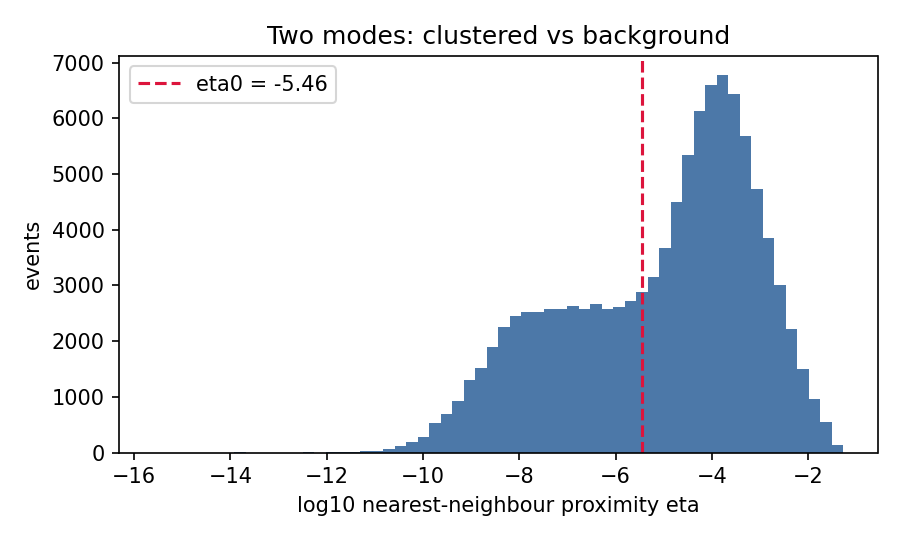 Two modes: clustered vs background
eta0 = -5.46
7000
6000
5000
4000
3000
2000
1000
0
events
−16 −14 −12 −10 −8 −6 −4 −2
log10 nearest-neighbour proximity eta